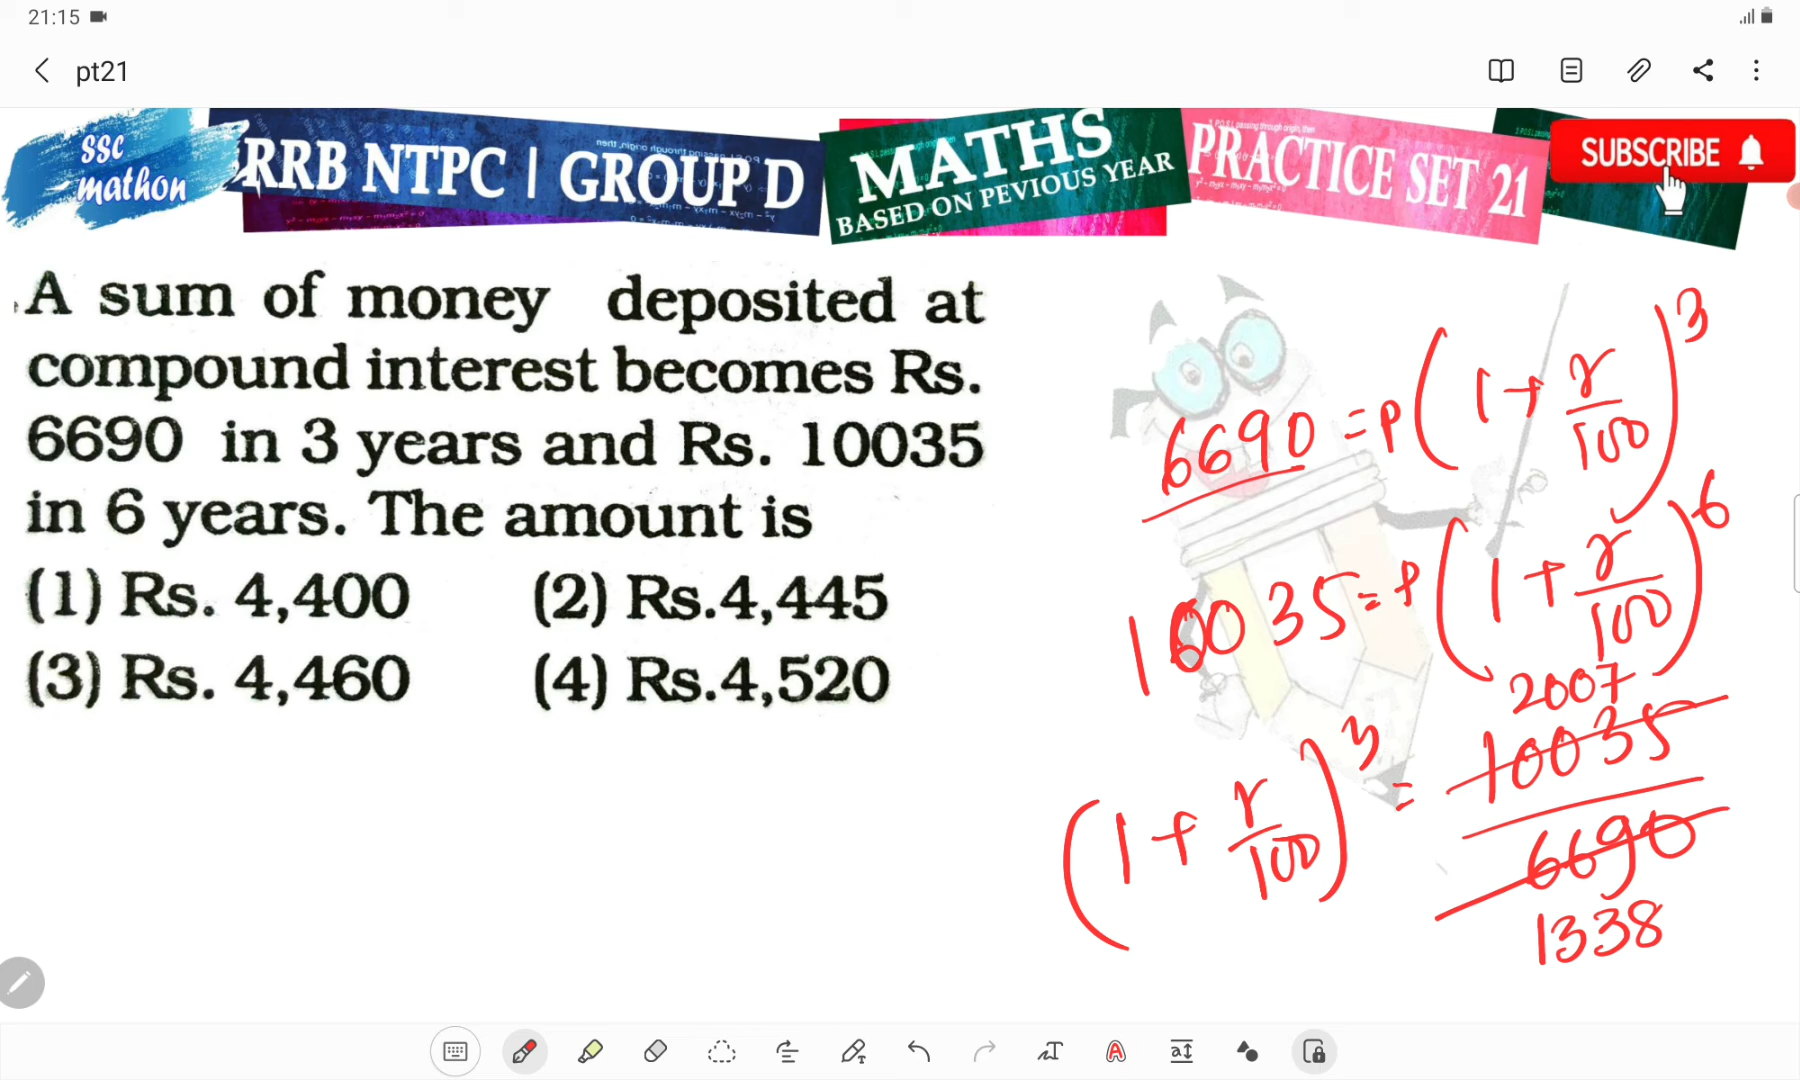 21:15
pt21
ssc
mathon
RRB NTPC | GROUP D
MATHS
BASED ON PEVIOUS YEAR
PRACTICE SET 21
SUBSCRIBE
A sum of money deposited at
compound interest becomes Rs.
6690 in 3 years and Rs. 10035
in 6 years. The amount is
(1) Rs. 4,400 (2) Rs.4,445
(3) Rs. 4,460 (4) Rs.4,520
6690 = P(1 + r/100)^3
10035 = P(1 + r/100)^6
2007
(1 + r/100)^3 = 10035/6690
1338